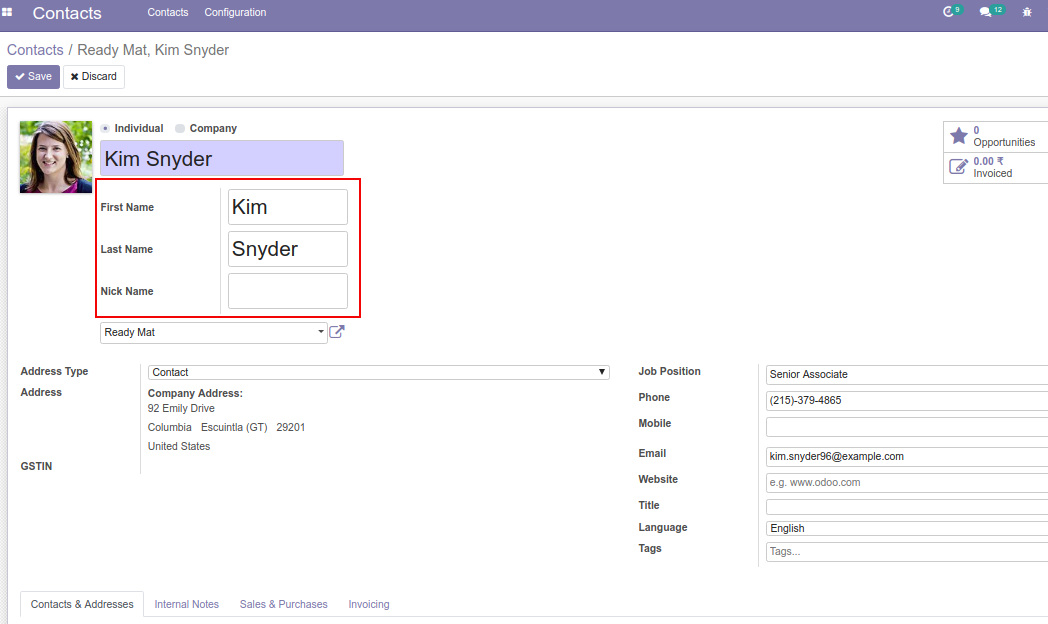 Contacts Contacts Configuration 9 12
Contacts / Ready Mat, Kim Snyder
Save Discard
Individual Company
Kim Snyder
0
Opportunities
0.00 ₹
Invoiced
First Name Kim
Last Name Snyder
Nick Name
Ready Mat
Address Type Contact
Address Company Address:
92 Emily Drive
Columbia Escuintla (GT) 29201
United States
GSTIN
Job Position Senior Associate
Phone (215)-379-4865
Mobile
Email kim.snyder96@example.com
Website e.g. www.odoo.com
Title
Language English
Tags Tags...
Contacts & Addresses Internal Notes Sales & Purchases Invoicing